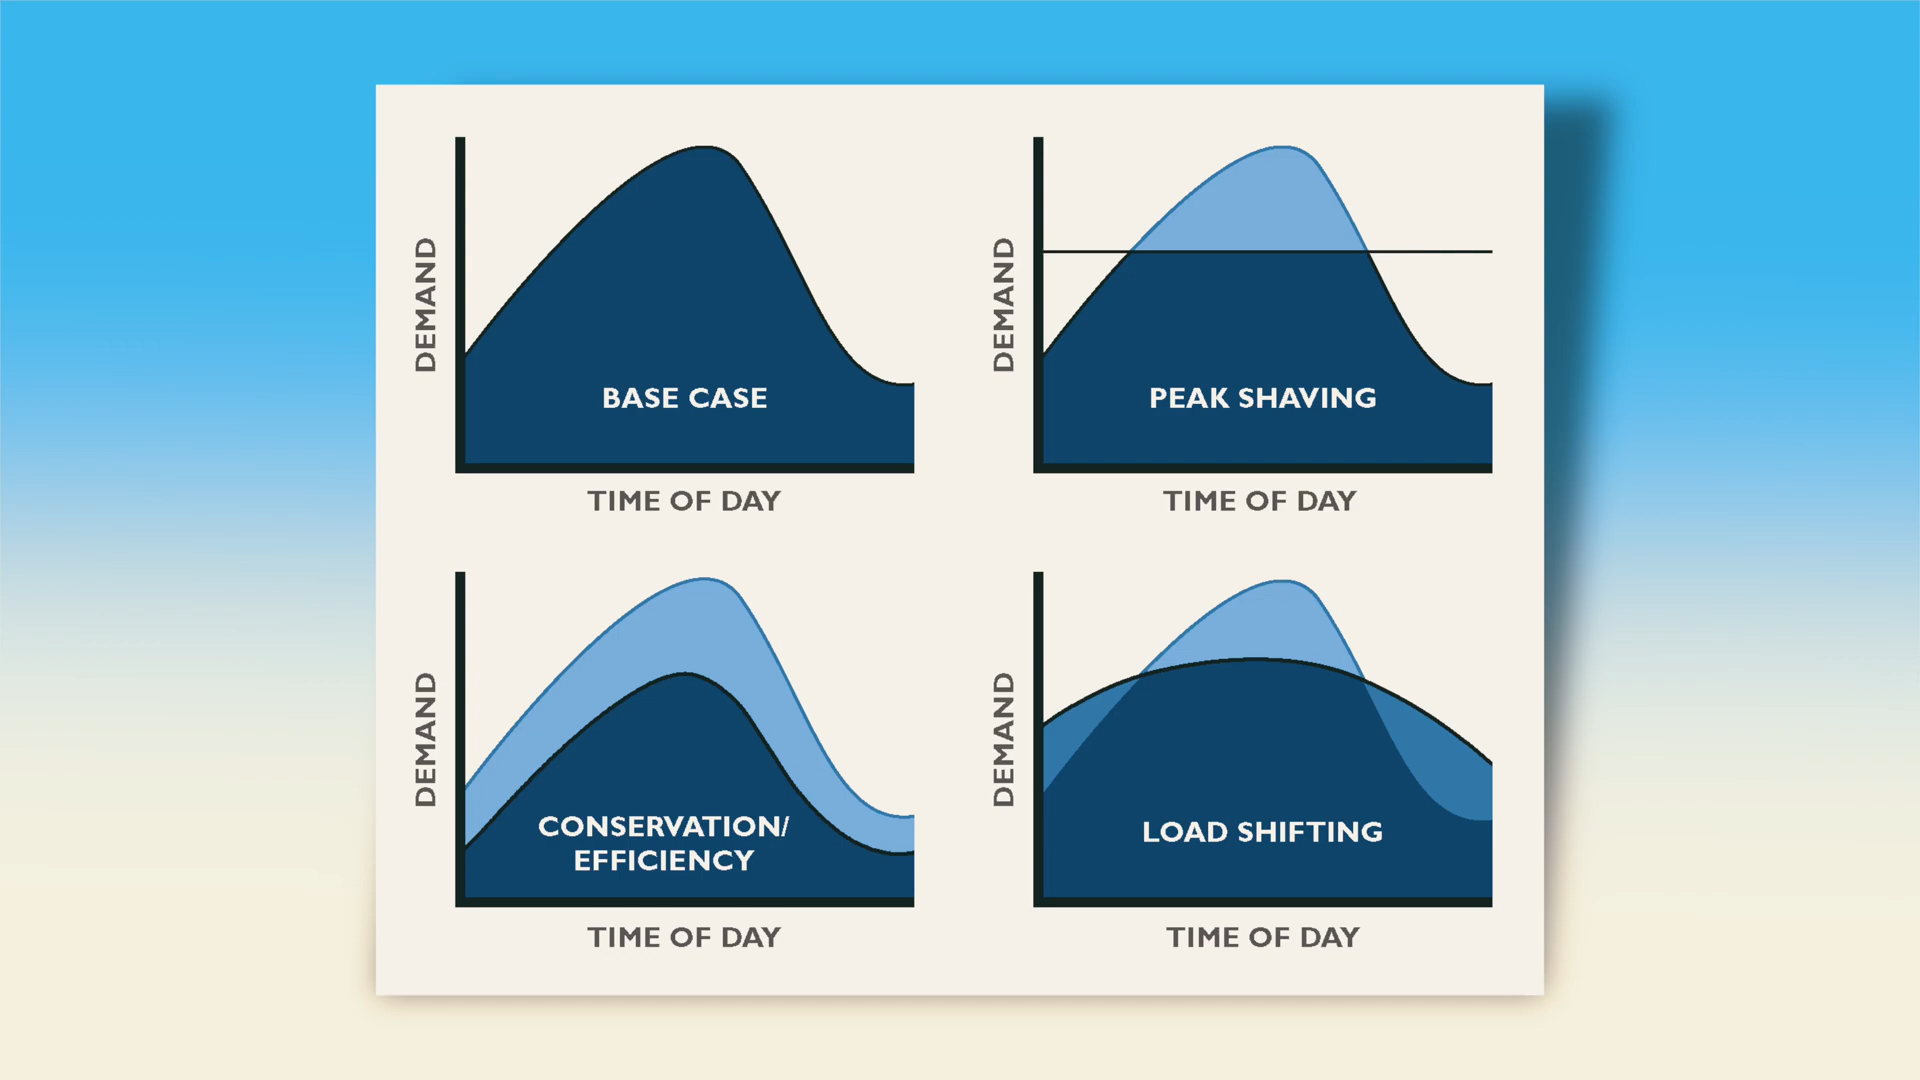 DEMAND
BASE CASE
TIME OF DAY
DEMAND
PEAK SHAVING
TIME OF DAY
DEMAND
CONSERVATION/
EFFICIENCY
TIME OF DAY
DEMAND
LOAD SHIFTING
TIME OF DAY